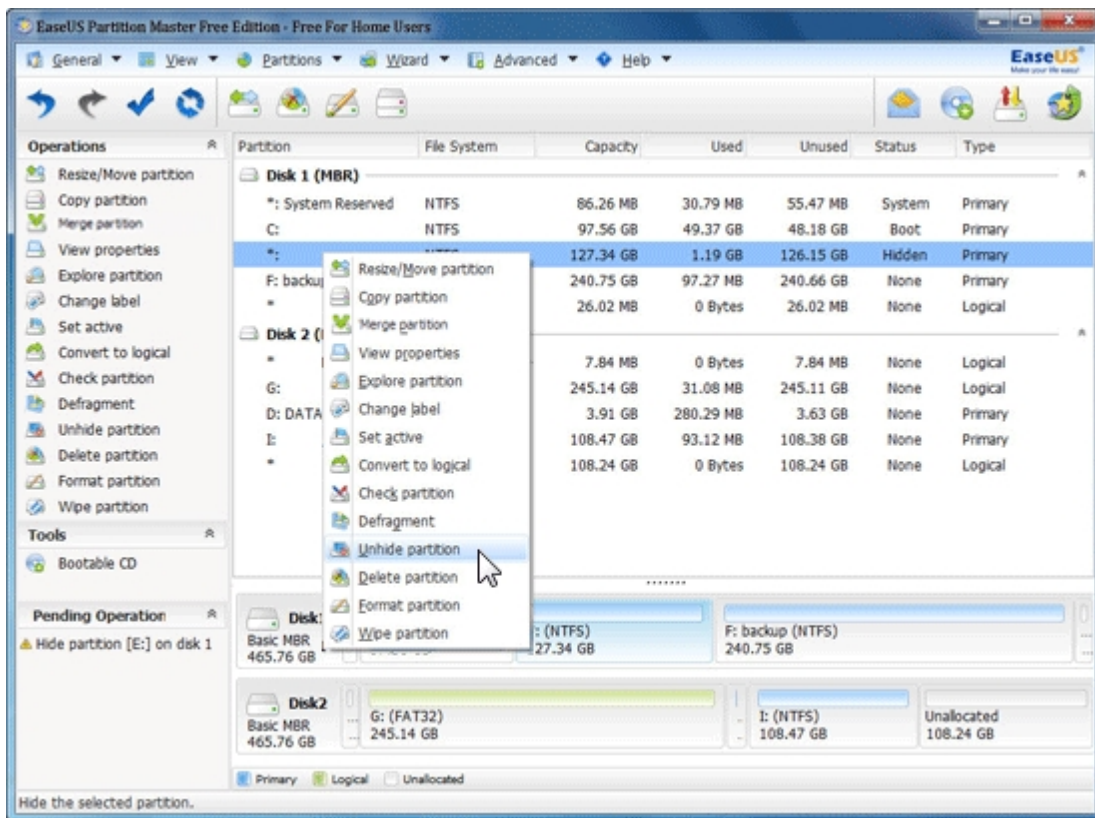 EaseUS Partition Master Free Edition - Free For Home Users
General View Partitions Wizard Advanced Help
EaseUS
Make your life easy!
Operations
Resize/Move partition
Copy partition
Merge partition
View properties
Explore partition
Change label
Set active
Convert to logical
Check partition
Defragment
Unhide partition
Delete partition
Format partition
Wipe partition
Tools
Bootable CD
Pending Operation
Hide partition [E:] on disk 1
Partition File System Capacity Used Unused Status Type
Disk 1 (MBR)
*: System Reserved NTFS 86.26 MB 30.79 MB 55.47 MB System Primary
C: NTFS 97.56 GB 49.37 GB 48.18 GB Boot Primary
*: 127.34 GB 1.19 GB 126.15 GB Hidden Primary
F: 240.75 GB 97.27 MB 240.66 GB None Primary
* 26.02 MB 0 Bytes 26.02 MB None Logical
Disk 2
* 7.84 MB 0 Bytes 7.84 MB None Logical
G: 245.14 GB 31.08 MB 245.11 GB None Logical
D: DATA 3.91 GB 280.29 MB 3.63 GB None Primary
I: 108.47 GB 93.12 MB 108.38 GB None Primary
* 108.24 GB 0 Bytes 108.24 GB None Logical
Resize/Move partition
Copy partition
Merge partition
View properties
Explore partition
Change label
Set active
Convert to logical
Check partition
Defragment
Unhide partition
Delete partition
Format partition
Wipe partition
Disk1
Basic MBR
465.76 GB
(NTFS)
27.34 GB
F: backup (NTFS)
240.75 GB
Disk2
Basic MBR
465.76 GB
G: (FAT32)
245.14 GB
I: (NTFS)
108.47 GB
Unallocated
108.24 GB
Primary Logical Unallocated
Hide the selected partition.